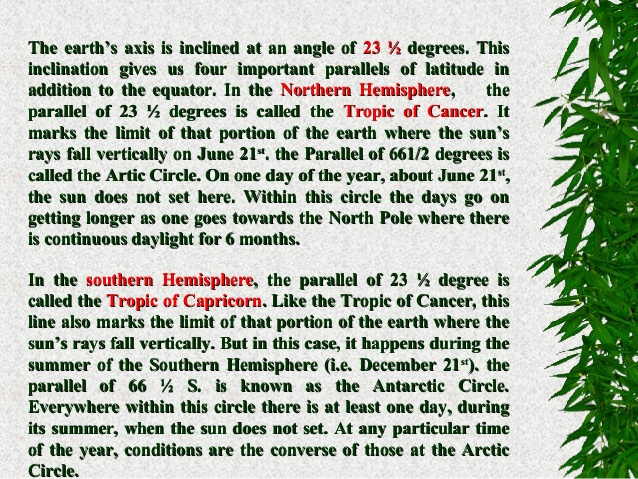 The earth’s axis is inclined at an angle of 23 ½ degrees. This
inclination gives us four important parallels of latitude in
addition to the equator. In the Northern Hemisphere, the
parallel of 23 ½ degrees is called the Tropic of Cancer. It
marks the limit of that portion of the earth where the sun’s
rays fall vertically on June 21st. the Parallel of 661/2 degrees is
called the Artic Circle. On one day of the year, about June 21st,
the sun does not set here. Within this circle the days go on
getting longer as one goes towards the North Pole where there
is continuous daylight for 6 months.
In the southern Hemisphere, the parallel of 23 ½ degree is
called the Tropic of Capricorn. Like the Tropic of Cancer, this
line also marks the limit of that portion of the earth where the
sun’s rays fall vertically. But in this case, it happens during the
summer of the Southern Hemisphere (i.e. December 21st). the
parallel of 66 ½ S. is known as the Antarctic Circle.
Everywhere within this circle there is at least one day, during
its summer, when the sun does not set. At any particular time
of the year, conditions are the converse of those at the Arctic
Circle.